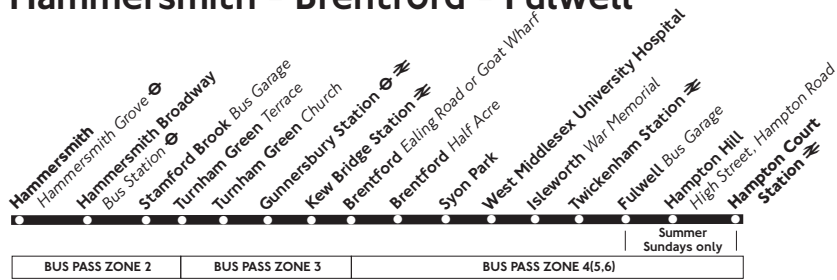 Hammersmith • Brentford • Fulwell
Hammersmith
Hammersmith Grove
Hammersmith Broadway
Bus Station
Stamford Brook Bus Garage
Turnham Green Terrace
Turnham Green Church
Gunnersbury Station
Kew Bridge Station
Brentford Ealing Road or Goat Wharf
Brentford Half Acre
Syon Park
West Middlesex University Hospital
Isleworth War Memorial
Twickenham Station
Fulwell Bus Garage
Hampton Hill
High Street, Hampton Road
Hampton Court
Station
Summer
Sundays only
BUS PASS ZONE 2
BUS PASS ZONE 3
BUS PASS ZONE 4(5,6)